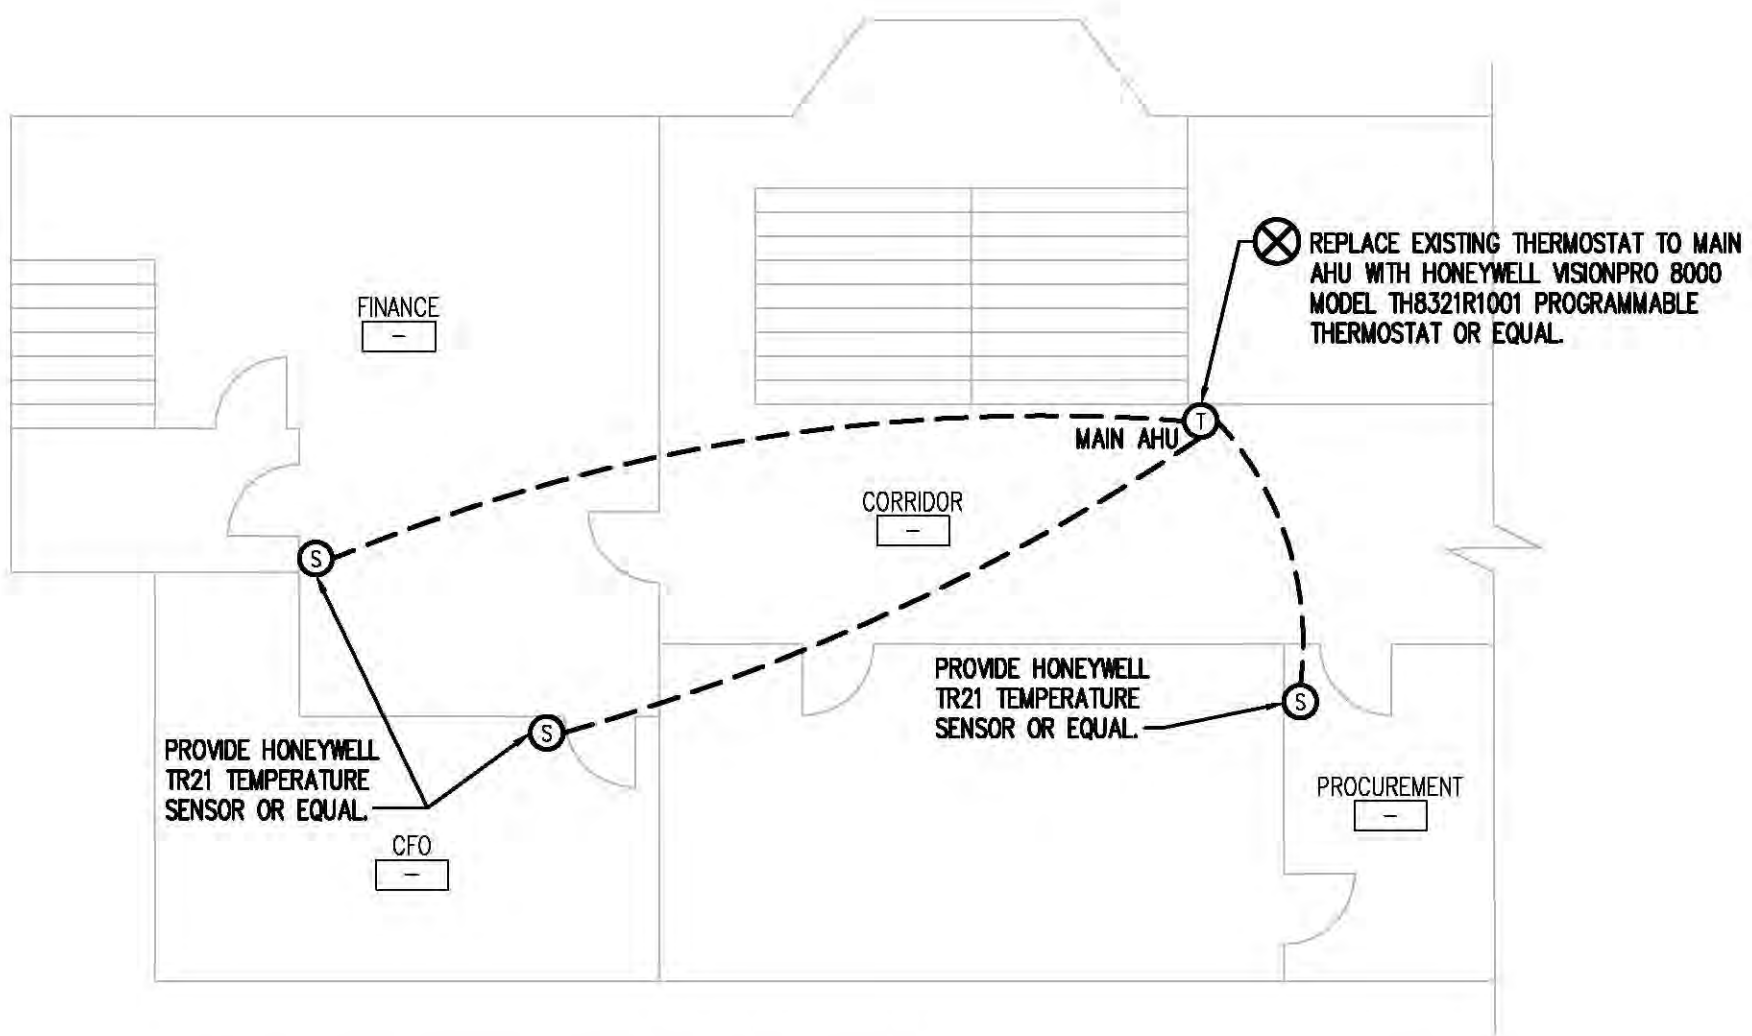 REPLACE EXISTING THERMOSTAT TO MAIN
AHU WITH HONEYWELL VISIONPRO 8000
MODEL TH8321R1001 PROGRAMMABLE
THERMOSTAT OR EQUAL.
FINANCE
-
T
MAIN AHU
CORRIDOR
-
S
PROVIDE HONEYWELL
TR21 TEMPERATURE
SENSOR OR EQUAL.
S
S
PROVIDE HONEYWELL
TR21 TEMPERATURE
SENSOR OR EQUAL.
PROCUREMENT
-
CFO
-